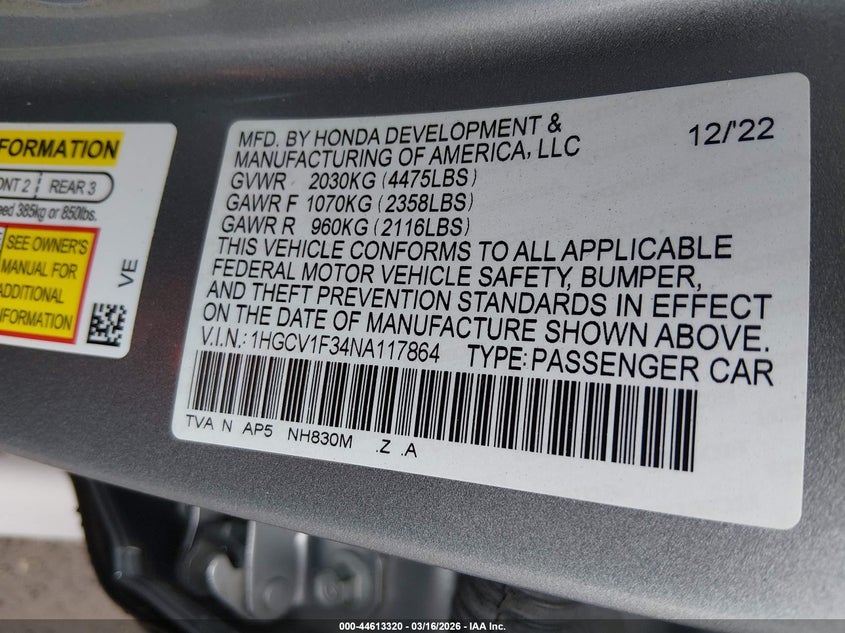 FORMATION
ONT 2 REAR 3
eed 385kg or 850lbs.
SEE OWNER'S
MANUAL FOR
ADDITIONAL
INFORMATION
VE
MFD. BY HONDA DEVELOPMENT &
MANUFACTURING OF AMERICA, LLC
12/'22
GVWR 2030KG (4475LBS)
GAWR F 1070KG (2358LBS)
GAWR R 960KG (2116LBS)
THIS VEHICLE CONFORMS TO ALL APPLICABLE
FEDERAL MOTOR VEHICLE SAFETY, BUMPER,
AND THEFT PREVENTION STANDARDS IN EFFECT
ON THE DATE OF MANUFACTURE SHOWN ABOVE.
V.I.N.: 1HGCV1F34NA117864 TYPE: PASSENGER CAR
TVA N AP5 NH830M .Z .A
000-44613320 - 03/16/2026 - IAA Inc.